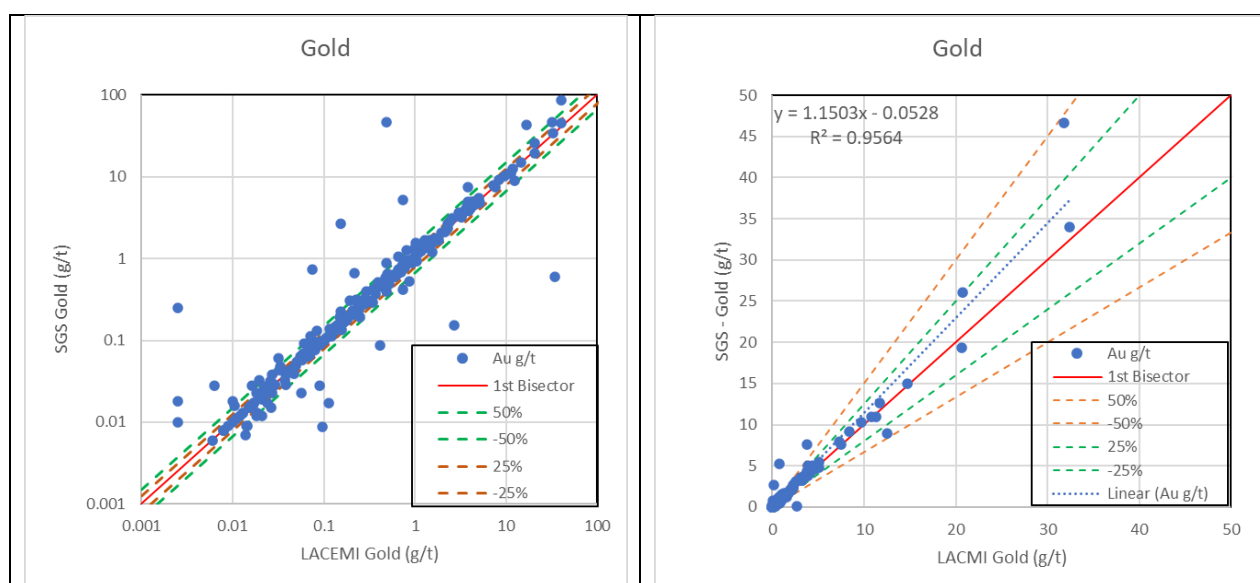 Gold
100
10
1
0.1
0.01
0.001
SGS Gold (g/t)
0.001 0.01 0.1 1 10 100
LACEMI Gold (g/t)
Au g/t
1st Bisector
50%
-50%
25%
-25%
Gold
y = 1.1503x - 0.0528
R² = 0.9564
50
45
40
35
30
25
20
15
10
5
0
SGS - Gold (g/t)
0 10 20 30 40 50
LACMI Gold (g/t)
Au g/t
1st Bisector
50%
-50%
25%
-25%
Linear (Au g/t)